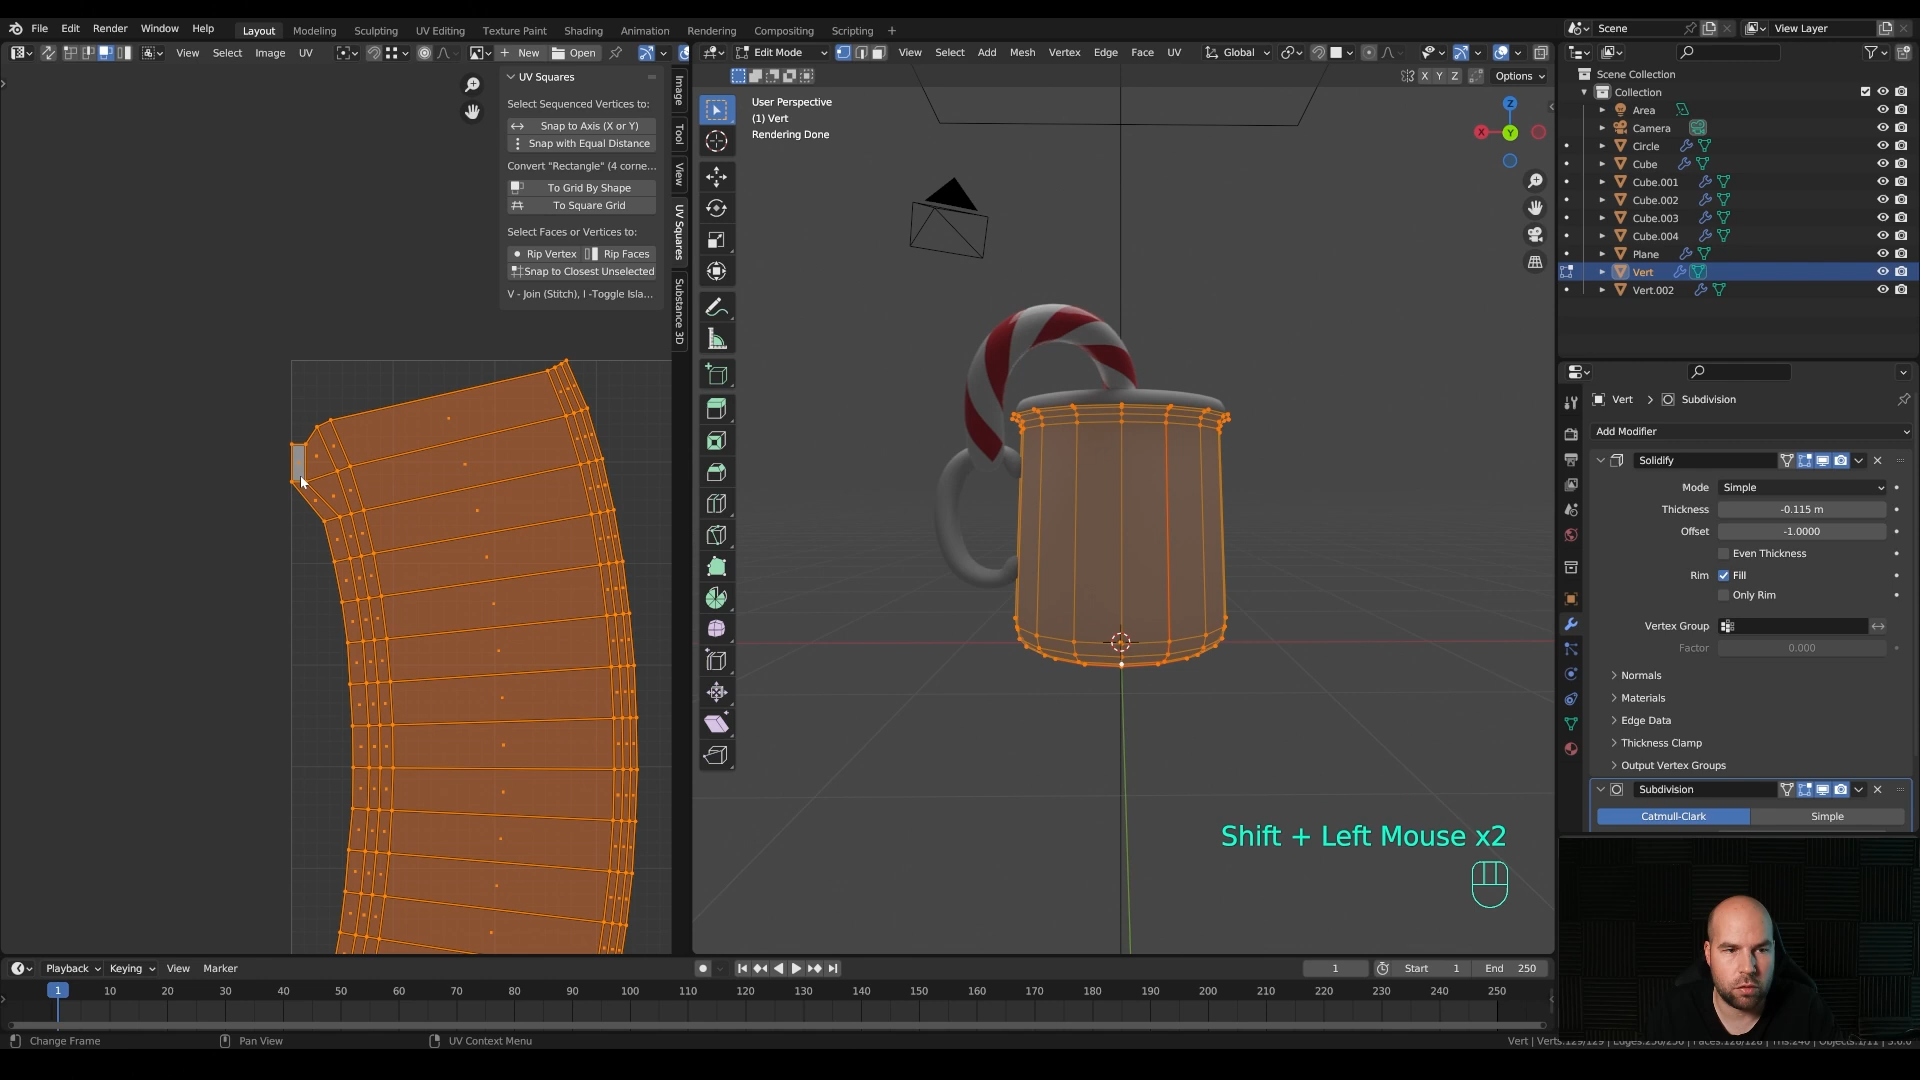 File Edit Render Window Help Layout Modeling Sculpting UV Editing Texture Paint Shading Animation Rendering Compositing Scripting + Scene View Layer
View Select Image UV + New Open Edit Mode View Select Add Mesh Vertex Edge Face UV Global
X Y Z Options
UV Squares
Select Sequenced Vertices to:
Snap to Axis (X or Y)
Snap with Equal Distance
Convert "Rectangle" (4 corne...
To Grid By Shape
To Square Grid
Select Faces or Vertices to:
Rip Vertex Rip Faces
Snap to Closest Unselected
V - Join (Stitch), I -Toggle Isla...
Image
Tool
View
UV Squares
Substance 3D
User Perspective
(1) Vert
Rendering Done
Z
X
Y
Shift + Left Mouse x2
Scene Collection
Collection
Area
Camera
Circle
Cube
Cube.001
Cube.002
Cube.003
Cube.004
Plane
Vert
Vert.002
Vert > Subdivision
Add Modifier
Solidify
Mode Simple
Thickness -0.115 m
Offset -1.0000
Even Thickness
Rim Fill
Only Rim
Vertex Group
Factor 0.000
Normals
Materials
Edge Data
Thickness Clamp
Output Vertex Groups
Subdivision
Catmull-Clark Simple
Playback Keying View Marker 1 Start 1 End 250
1 10 20 30 40 50 60 70 80 90 100 110 120 130 140 150 160 170 180 190 200 210 220 230 240 250
Change Frame Pan View UV Context Menu